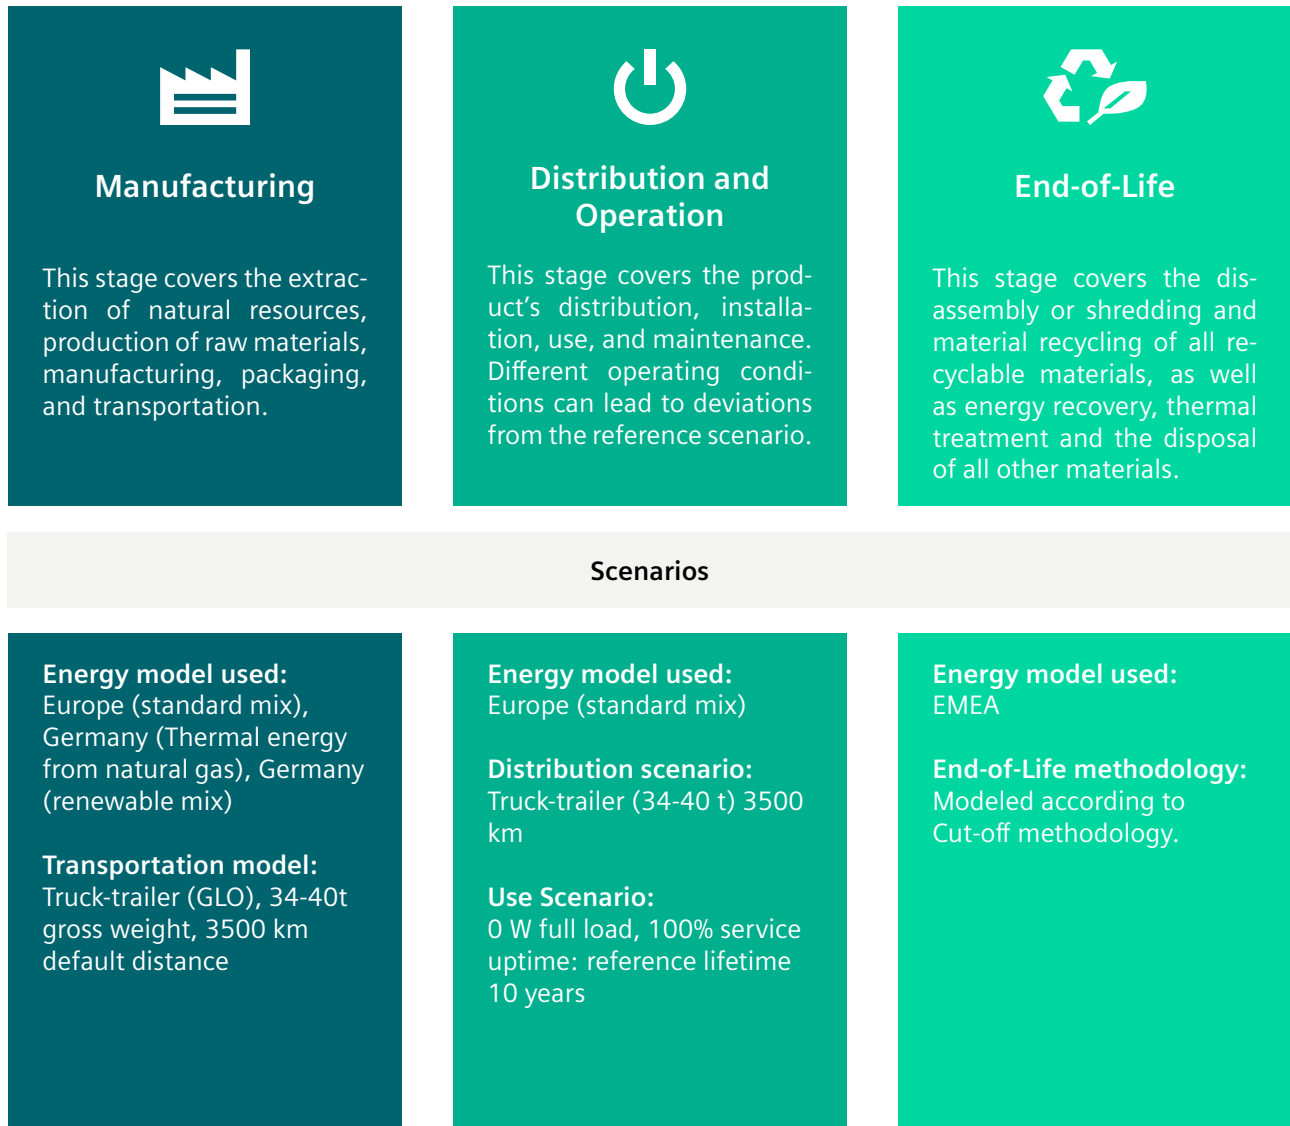 Manufacturing
This stage covers the extrac-
tion of natural resources,
production of raw materials,
manufacturing, packaging,
and transportation.
Distribution and
Operation
This stage covers the prod-
uct's distribution, installa-
tion, use, and maintenance.
Different operating condi-
tions can lead to deviations
from the reference scenario.
End-of-Life
This stage covers the dis-
assembly or shredding and
material recycling of all re-
cyclable materials, as well
as energy recovery, thermal
treatment and the disposal
of all other materials.
Scenarios
Energy model used:
Europe (standard mix),
Germany (Thermal energy
from natural gas), Germany
(renewable mix)
Transportation model:
Truck-trailer (GLO), 34-40t
gross weight, 3500 km
default distance
Energy model used:
Europe (standard mix)
Distribution scenario:
Truck-trailer (34-40 t) 3500
km
Use Scenario:
0 W full load, 100% service
uptime: reference lifetime
10 years
Energy model used:
EMEA
End-of-Life methodology:
Modeled according to
Cut-off methodology.